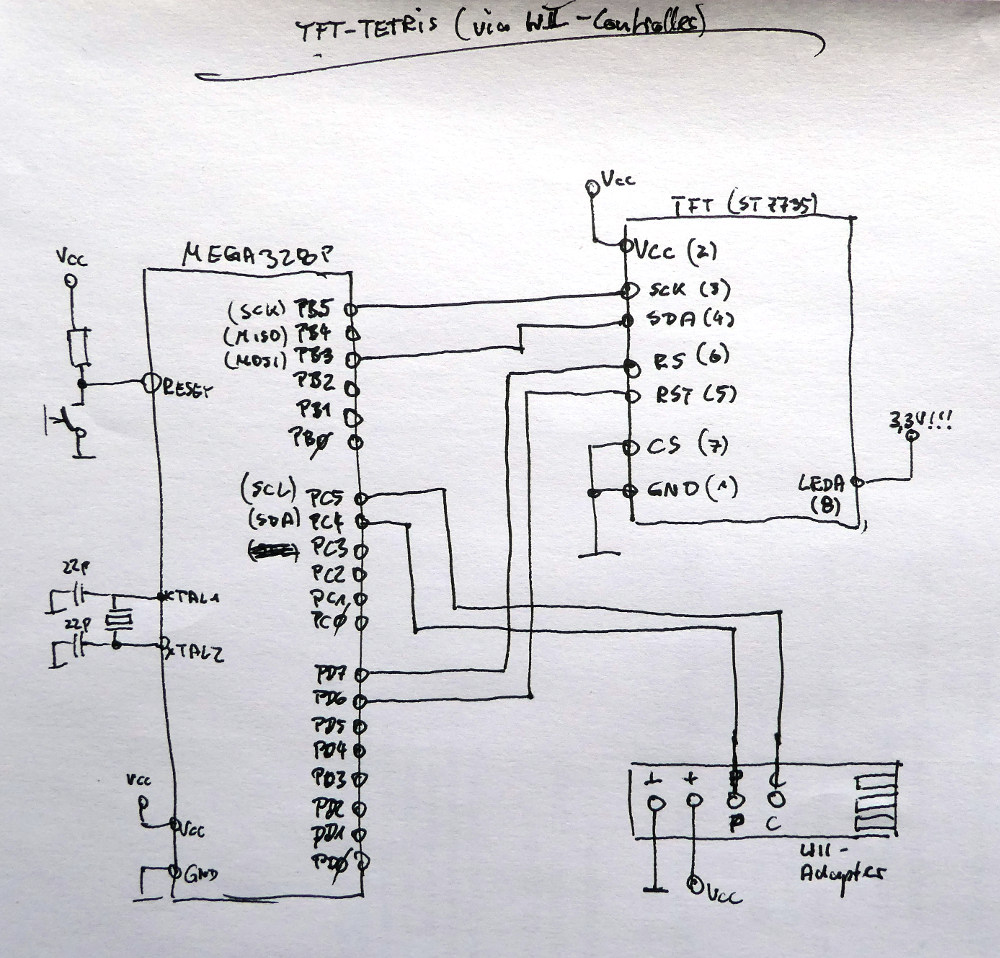 TFT-TETRIS (via WII-Controller)
Vcc
TFT (ST7735)
Vcc (2)
SCK (3)
SDA (4)
RS (6)
RST (5)
CS (7)
GND (1)
LEDA
(8)
3,3V!!!
Vcc
MEGA328P
RESET
(SCK) PB5
(MISO) PB4
(MOSI) PB3
PB2
PB1
PB0
(SCL) PC5
(SDA) PC4
PC3
PC2
PC1
PC0
22P
XTAL1
22P
XTAL2
PD7
PD6
PD5
PD4
PD3
PD2
PD1
PD0
Vcc
Vcc
GND
⊥ + P C
P C
WII-
Adapter
Vcc